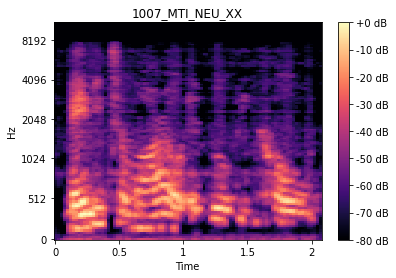 1007_MTI_NEU_XX
+0 dB
8192
-10 dB
4096
-20 dB
-30 dB
2048
Hz
-40 dB
1024
-50 dB
512
-60 dB
-70 dB
0
-80 dB
0 0.5 1 1.5 2
Time